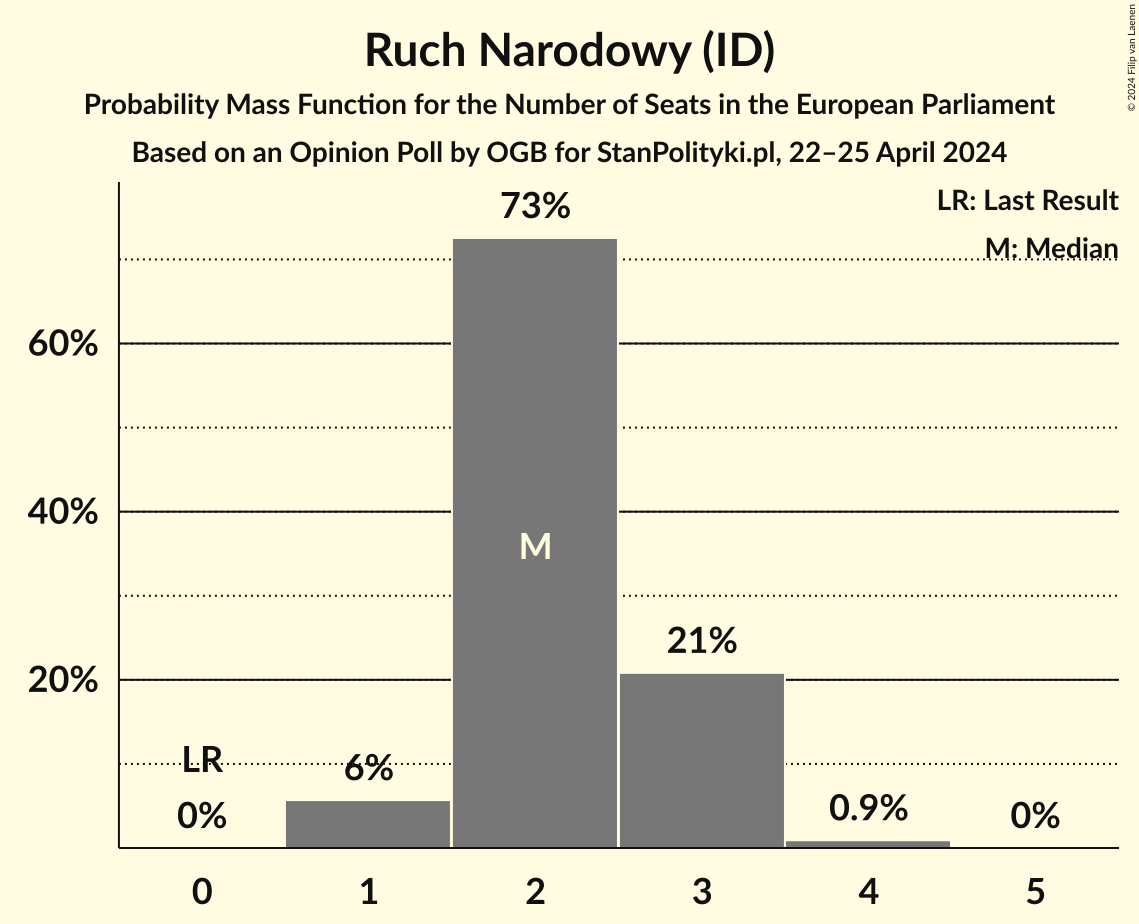 Ruch Narodowy (ID)
Probability Mass Function for the Number of Seats in the European Parliament
Based on an Opinion Poll by OGB for StanPolityki.pl, 22–25 April 2024
© 2024 Filip van Laenen
LR: Last Result
M: Median
73%
60%
40%
M
21%
20%
LR
6%
0%
0.9%
0%
0 1 2 3 4 5